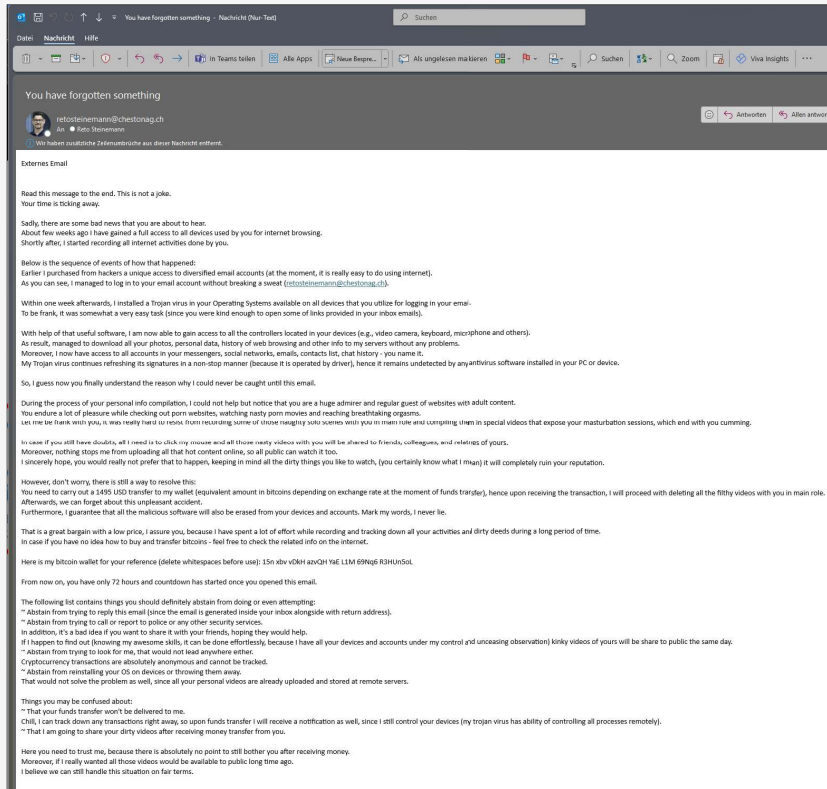 You have forgotten something - Nachricht (Nur-Text)
Suchen
Datei Nachricht Hilfe
In Teams teilen Alle Apps Neue Bespre... Als ungelesen markieren Suchen Zoom Viva Insights ...
You have forgotten something
retosteinemann@chestonag.ch
An Reto Steinemann
Antworten Allen antwor
Wir haben zusätzliche Zeilenumbrüche aus dieser Nachricht entfernt.
Externes Email
Read this message to the end. This is not a joke.
Your time is ticking away.
Sadly, there are some bad news that you are about to hear.
About few weeks ago I have gained a full access to all devices used by you for internet browsing.
Shortly after, I started recording all internet activities done by you.
Below is the sequence of events of how that happened:
Earlier I purchased from hackers a unique access to diversified email accounts (at the moment, it is really easy to do using internet).
As you can see, I managed to log in to your email account without breaking a sweat (retosteinemann@chestonag.ch).
Within one week afterwards, I installed a Trojan virus in your Operating Systems available on all devices that you utilize for logging in your emai-
To be frank, it was somewhat a very easy task (since you were kind enough to open some of links provided in your inbox emails).
With help of that useful software, I am now able to gain access to all the controllers located in your devices (e.g., video camera, keyboard, microphone and others).
As result, managed to download all your photos, personal data, history of web browsing and other info to my servers without any problems.
Moreover, I now have access to all accounts in your messengers, social networks, emails, contacts list, chat history - you name it.
My Trojan virus continues refreshing its signatures in a non-stop manner (because it is operated by driver), hence it remains undetected by any antivirus software installed in your PC or device.
So, I guess now you finally understand the reason why I could never be caught until this email.
During the process of your personal info compilation, I could not help but notice that you are a huge admirer and regular guest of websites with adult content.
You endure a lot of pleasure while checking out porn websites, watching nasty porn movies and reaching breathtaking orgasms.
Let me be frank with you, it was really hard to resist from recording some of those naughty solo scenes with you in main role and compiling them in special videos that expose your masturbation sessions, which end with you cumming.
In case if you still have doubts, all I need is to click my mouse and all those nasty videos with you will be shared to friends, colleagues, and relatings of yours.
Moreover, nothing stops me from uploading all that hot content online, so all public can watch it too.
I sincerely hope, you would really not prefer that to happen, keeping in mind all the dirty things you like to watch, (you certainly know what I mean) it will completely ruin your reputation.
However, don't worry, there is still a way to resolve this:
You need to carry out a 1495 USD transfer to my wallet (equivalent amount in bitcoins depending on exchange rate at the moment of funds transfer), hence upon receiving the transaction, I will proceed with deleting all the filthy videos with you in main role.
Afterwards, we can forget about this unpleasant accident.
Furthermore, I guarantee that all the malicious software will also be erased from your devices and accounts. Mark my words, I never lie.
That is a great bargain with a low price, I assure you, because I have spent a lot of effort while recording and tracking down all your activities and dirty deeds during a long period of time.
In case if you have no idea how to buy and transfer bitcoins - feel free to check the related info on the internet.
Here is my bitcoin wallet for your reference (delete whitespaces before use): 15n xbv vDkH azvQH YaE L1M 69Nq6 R3HUn5oL
From now on, you have only 72 hours and countdown has started once you opened this email.
The following list contains things you should definitely abstain from doing or even attempting:
~ Abstain from trying to reply this email (since the email is generated inside your inbox alongside with return address).
~ Abstain from trying to call or report to police or any other security services.
In addition, it's a bad idea if you want to share it with your friends, hoping they would help.
If I happen to find out (knowing my awesome skills, it can be done effortlessly, because I have all your devices and accounts under my control and unceasing observation) kinky videos of yours will be share to public the same day.
~ Abstain from trying to look for me, that would not lead anywhere either.
Cryptocurrency transactions are absolutely anonymous and cannot be tracked.
~ Abstain from reinstalling your OS on devices or throwing them away.
That would not solve the problem as well, since all your personal videos are already uploaded and stored at remote servers.
Things you may be confused about:
~ That your funds transfer won't be delivered to me.
Chill, I can track down any transactions right away, so upon funds transfer I will receive a notification as well, since I still control your devices (my trojan virus has ability of controlling all processes remotely).
~ That I am going to share your dirty videos after receiving money transfer from you.
Here you need to trust me, because there is absolutely no point to still bother you after receiving money.
Moreover, if I really wanted all those videos would be available to public long time ago.
I believe we can still handle this situation on fair terms.